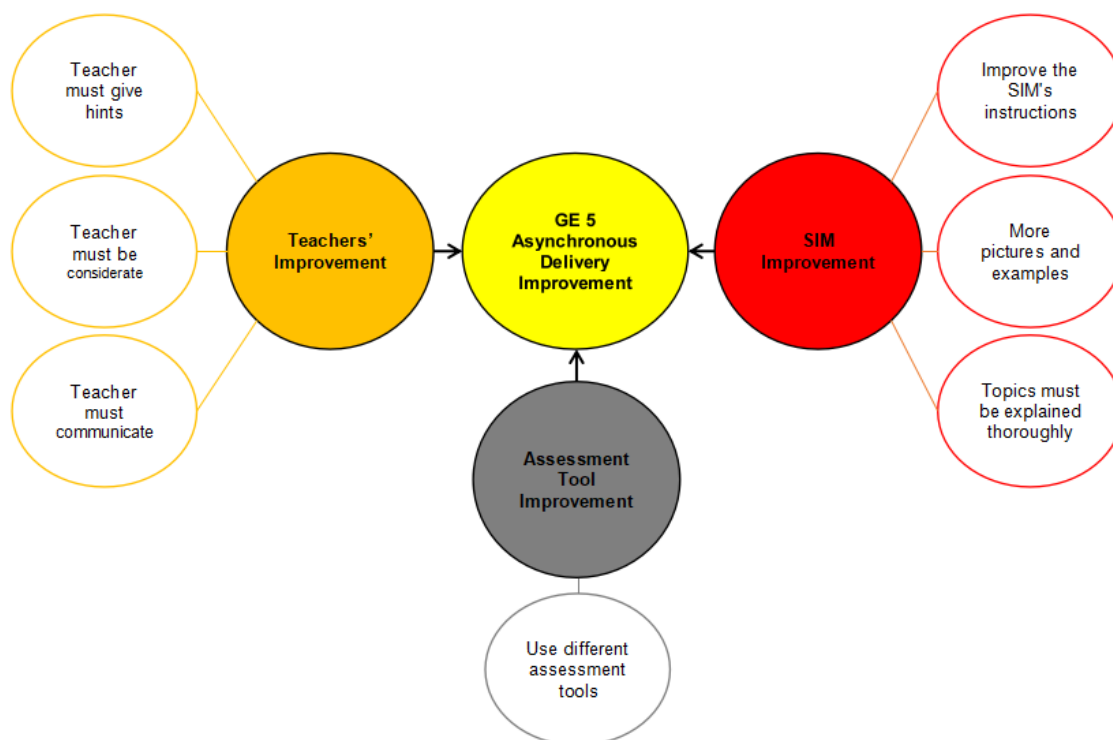 Teacher
must give
hints
Teacher
must be
considerate
Teacher
must
communicate
Teachers’
Improvement
GE 5
Asynchronous
Delivery
Improvement
SIM
Improvement
Improve the
SIM's
instructions
More
pictures and
examples
Topics must
be explained
thoroughly
Assessment
Tool
Improvement
Use different
assessment
tools